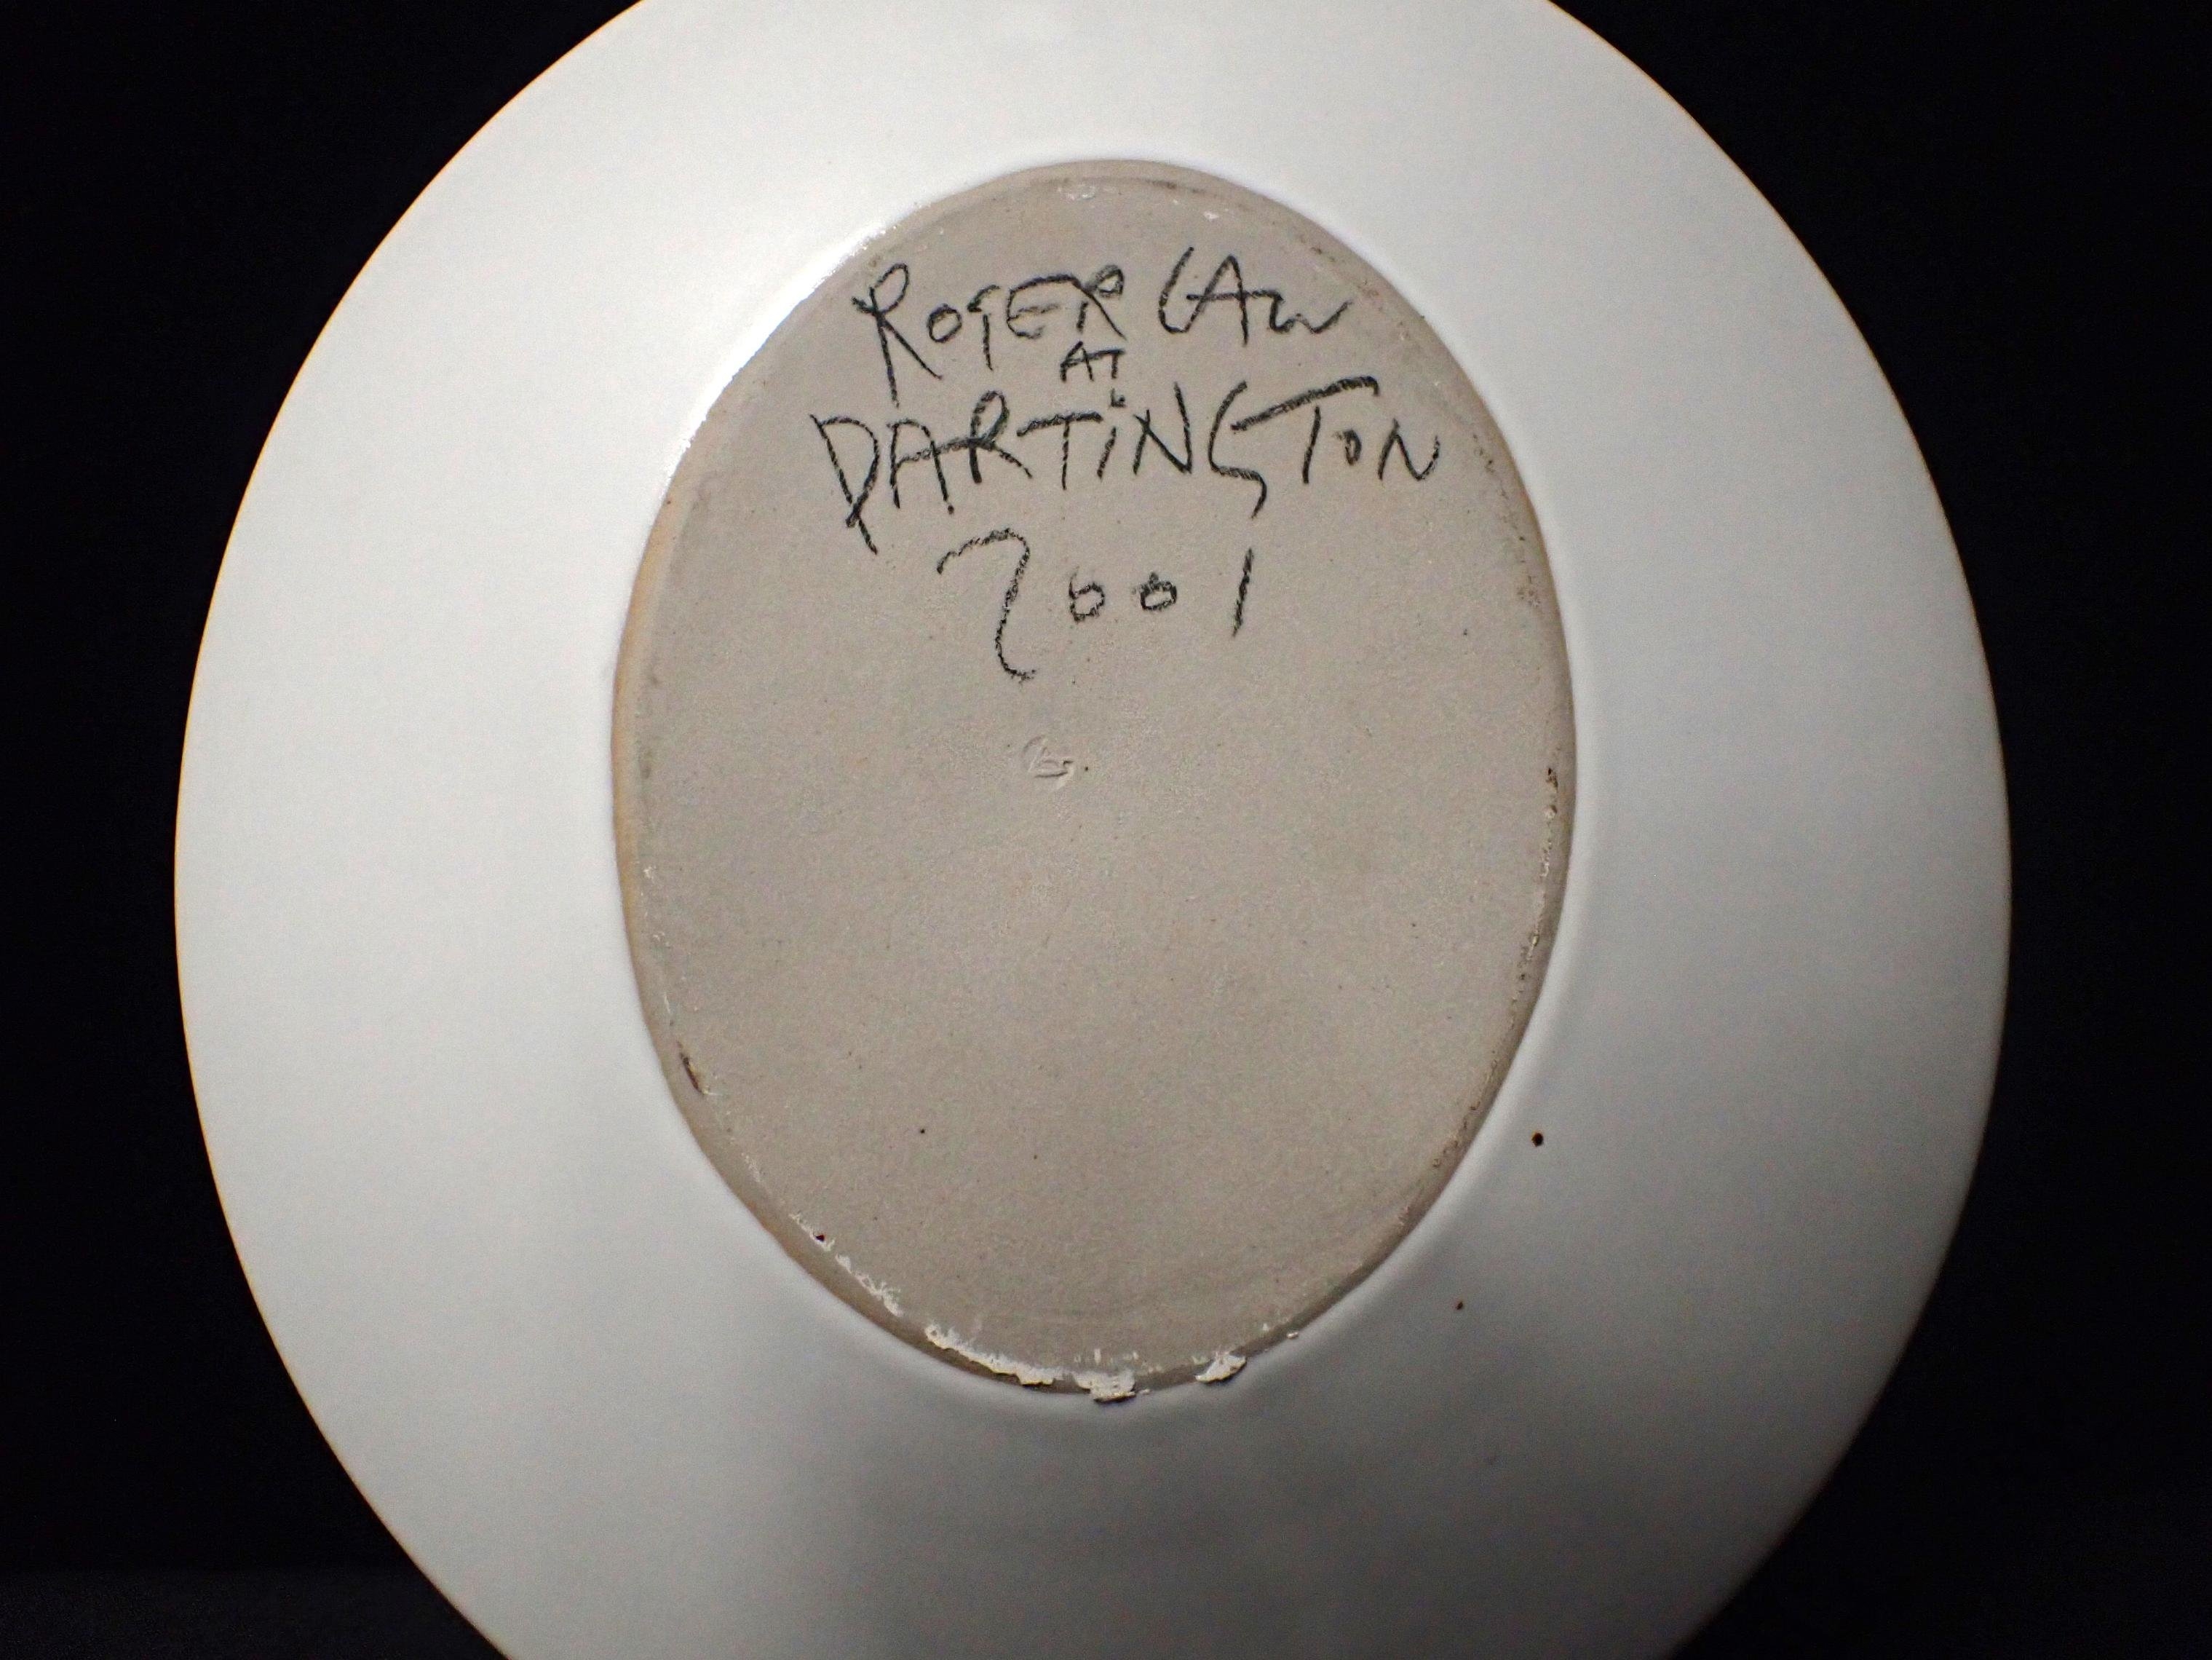 ROGER LAW
AT
DARTINGTON
2001